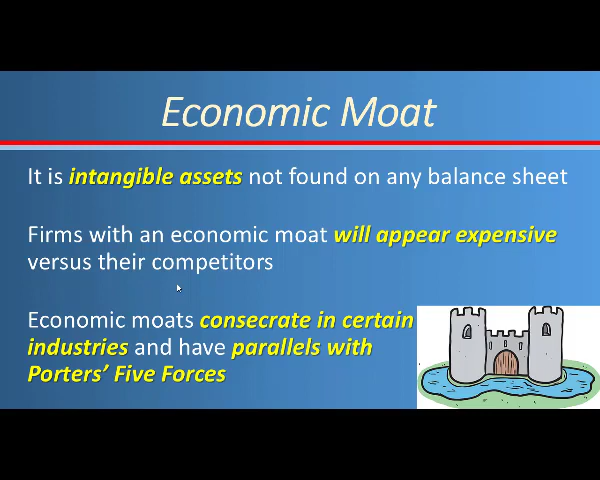 Economic Moat
It is intangible assets not found on any balance sheet
Firms with an economic moat will appear expensive
versus their competitors
Economic moats consecrate in certain
industries and have parallels with
Porters’ Five Forces